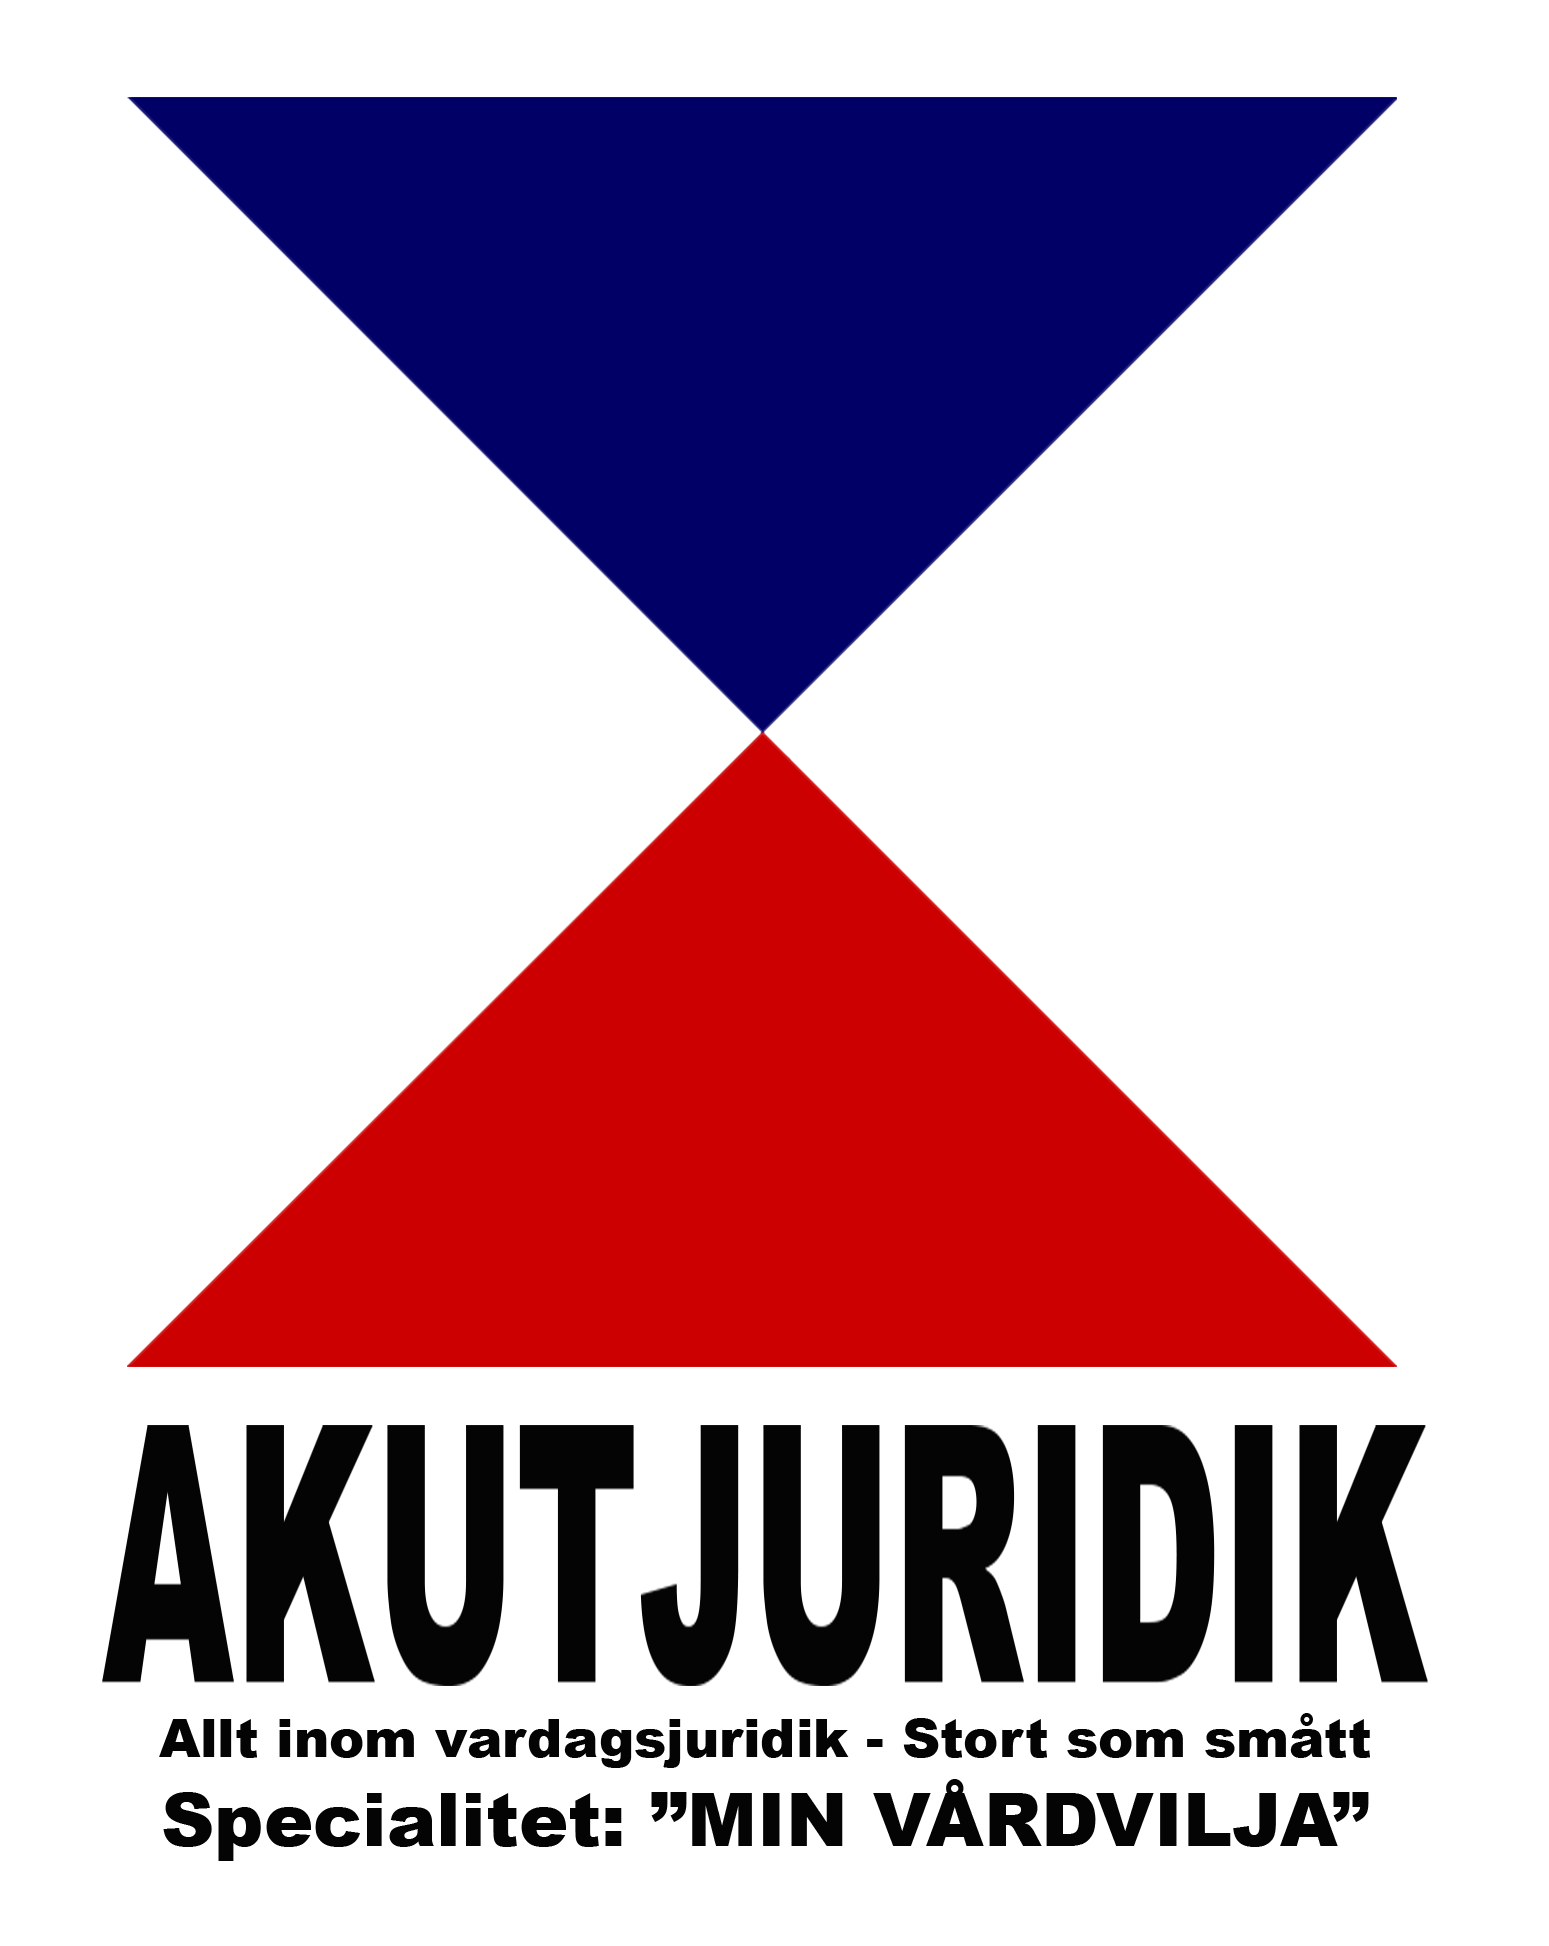 AKUTJURIDIK
Allt inom vardagsjuridik - Stort som smått
Specialitet: ”MIN VÅRDVILJA”